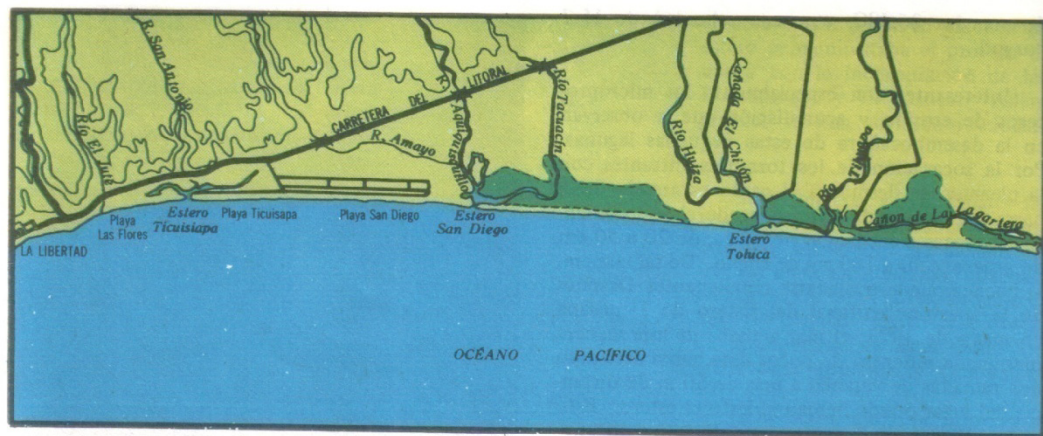 R. San Antonio
Río El Jute
CARRETERA DEL LITORAL
R. Amayo
Río Tacuacín
Río Huiza
Cañada El Chilón
Río
Playa
Las Flores
Estero
Ticuisiapa
Playa Ticuisapa
Playa San Diego
Estero
San Diego
Estero
Toluca
Cañon de La Lagartera
LA LIBERTAD
OCÉANO PACÍFICO